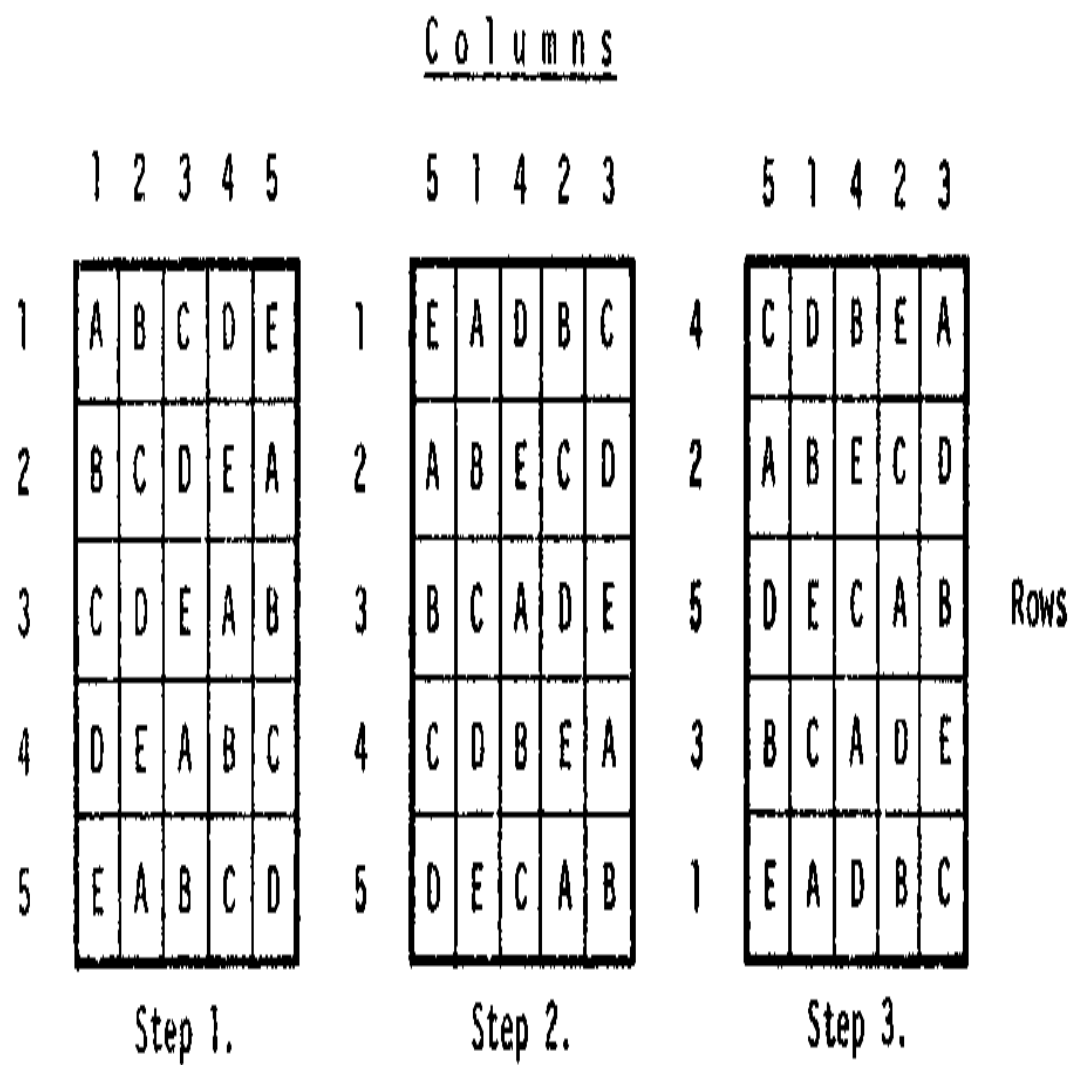 Columns
1 2 3 4 5 5 1 4 2 3 5 1 4 2 3
1 A B C D E 1 E A D B C 4 C D B E A
2 B C D E A 2 A B E C D 2 A B E C D
3 C D E A B 3 B C A D E 5 D E C A B Rows
4 D E A B C 4 C D B E A 3 B C A D E
5 E A B C D 5 D E C A B 1 E A D B C
Step 1. Step 2. Step 3.